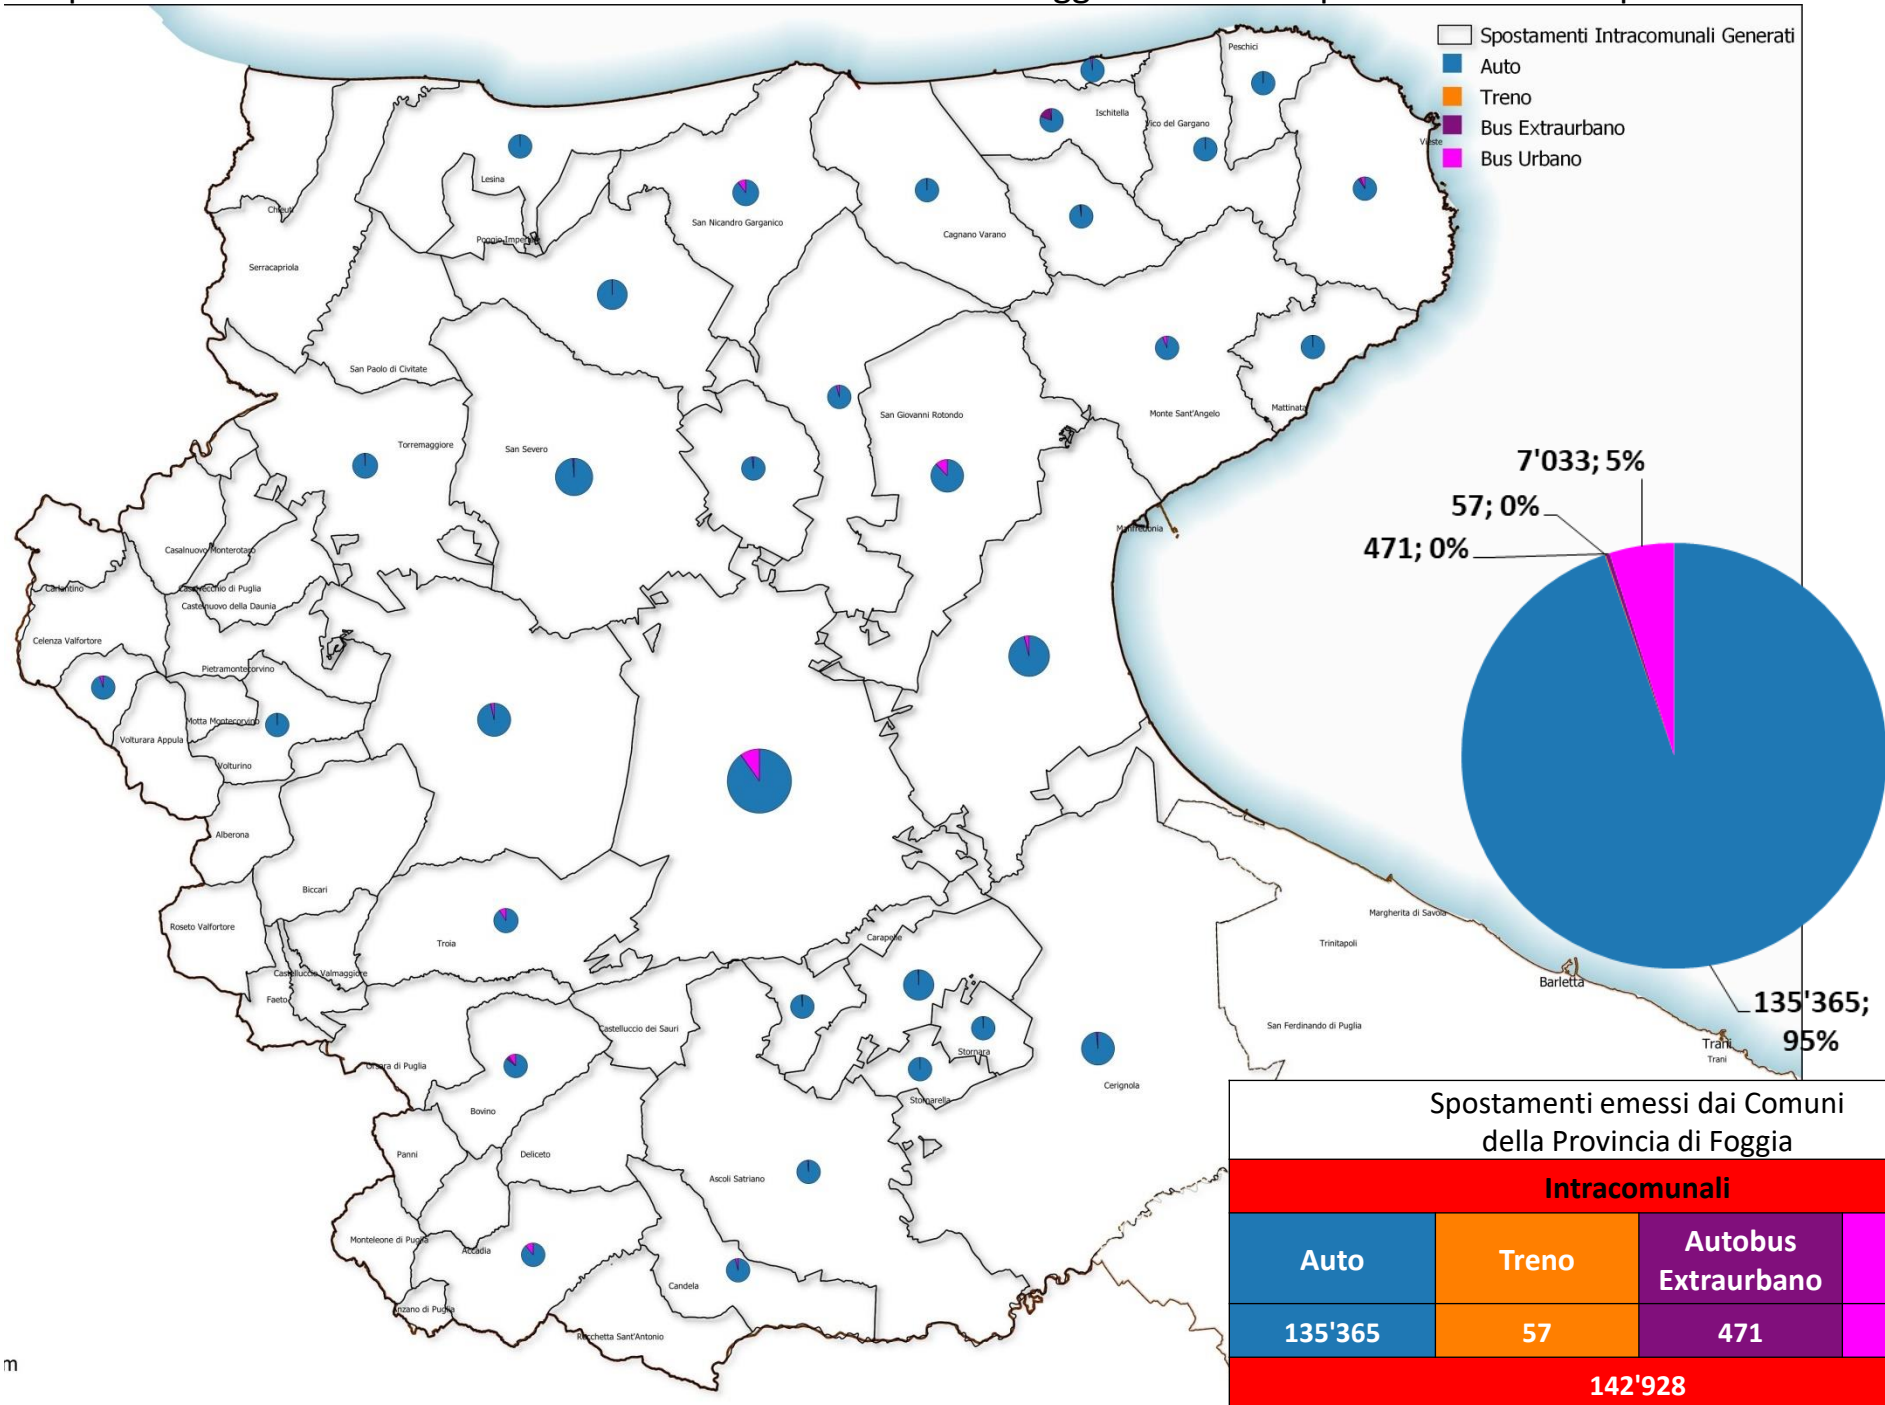 Spostamenti Intracomunali Generati
Auto
Treno
Bus Extraurbano
Bus Urbano
Peschici
Ischitella
Vico del Gargano
Vieste
Lesina
San Nicandro Garganico
Chieuti
Poggio Imperiale
Cagnano Varano
Serracapriola
San Paolo di Civitate
San Giovanni Rotondo
Monte Sant'Angelo
Mattinata
Torremaggiore
San Severo
7'033; 5%
57; 0%
471; 0%
Manfredonia
Casalnuovo Monterotaro
Carlantino
Casalvecchio di Puglia
Castelnuovo della Daunia
Celenza Valfortore
Pietramontecorvino
Motta Montecorvino
Volturara Appula
Volturino
Alberona
Biccari
Roseto Valfortore
Troia
Carapelle
Margherita di Savoia
Trinitapoli
Castelluccio Valmaggiore
Faeto
Barletta
135'365;
95%
Castelluccio dei Sauri
San Ferdinando di Puglia
Trani
Trani
Orsara di Puglia
Stornara
Cerignola
Stornarella
Bovino
Panni
Deliceto
Ascoli Satriano
Monteleone di Puglia
Accadia
Candela
Anzano di Puglia
Rocchetta Sant'Antonio
m
Spostamenti emessi dai Comuni
della Provincia di Foggia
Intracomunali
Auto
Treno
Autobus
Extraurbano
135'365
57
471
142'928